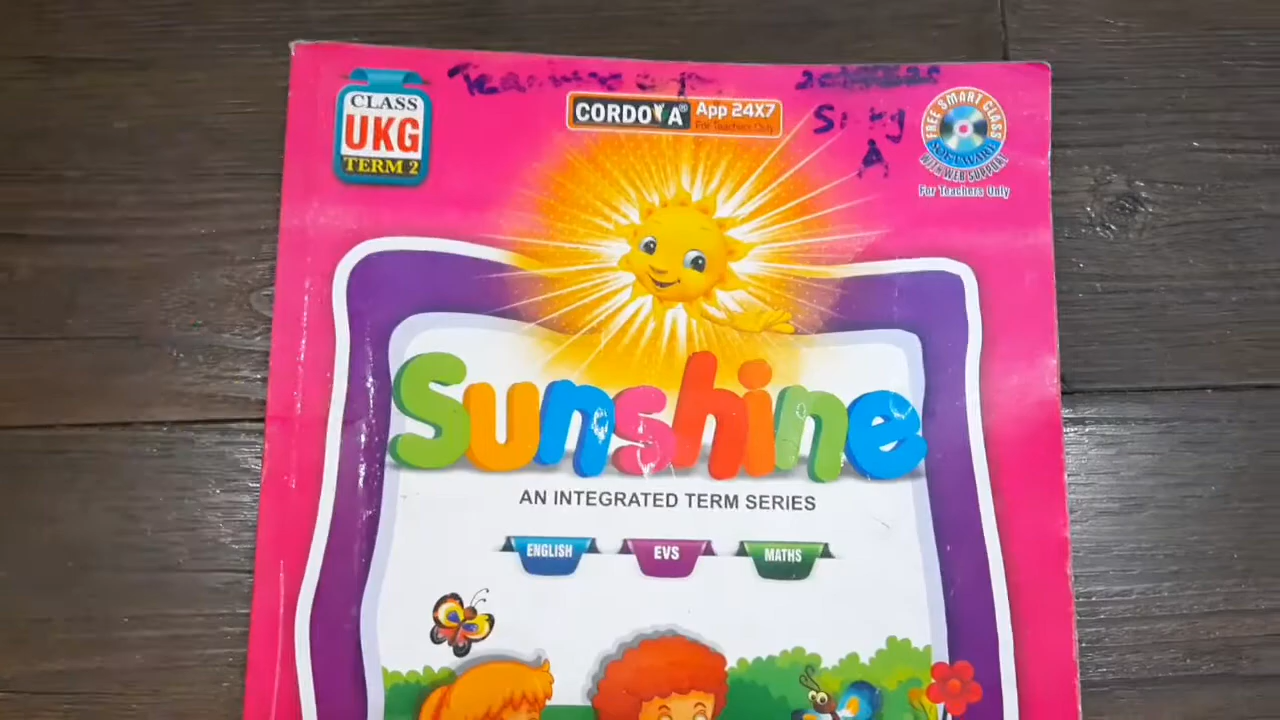 CLASS
UKG
TERM 2
CORDOVA® App 24X7
For Teachers Only
A
FREE SMART CLASS
SOFTWARE
WITH WEB SUPPORT
For Teachers Only
Sunshine
AN INTEGRATED TERM SERIES
ENGLISH EVS MATHS